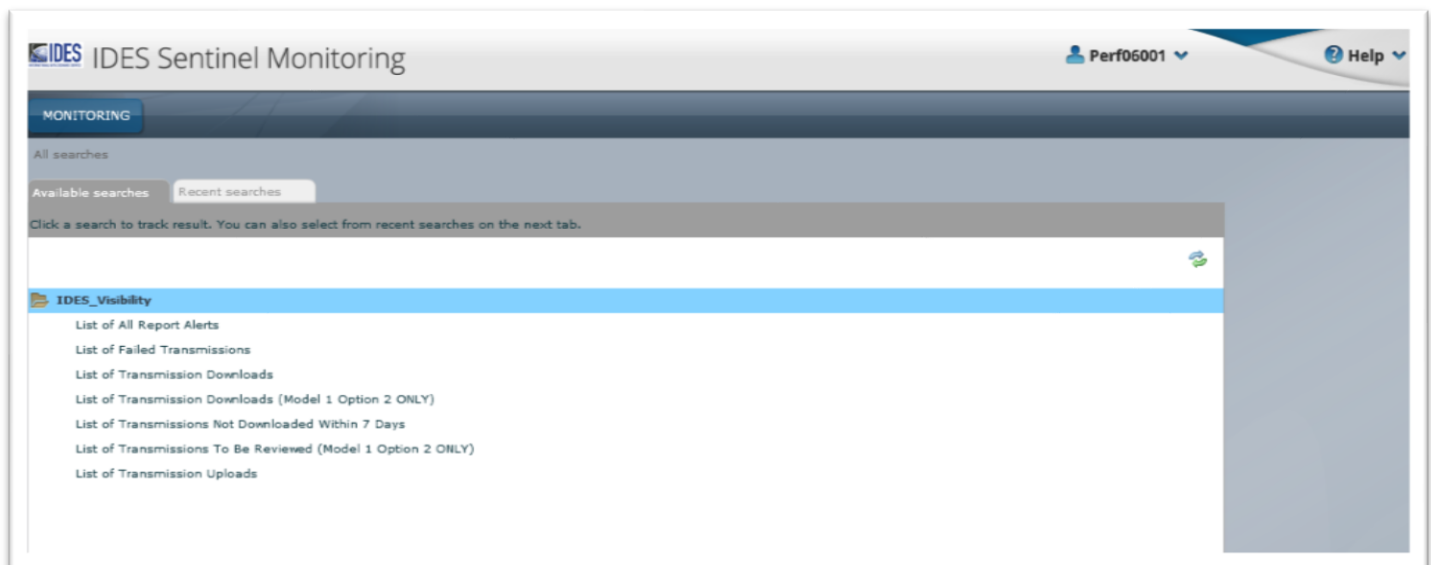 IDES IDES Sentinel Monitoring
Perf06001
Help
MONITORING
All searches
Available searches
Recent searches
Click a search to track result. You can also select from recent searches on the next tab.
IDES_Visibility
List of All Report Alerts
List of Failed Transmissions
List of Transmission Downloads
List of Transmission Downloads (Model 1 Option 2 ONLY)
List of Transmissions Not Downloaded Within 7 Days
List of Transmissions To Be Reviewed (Model 1 Option 2 ONLY)
List of Transmission Uploads